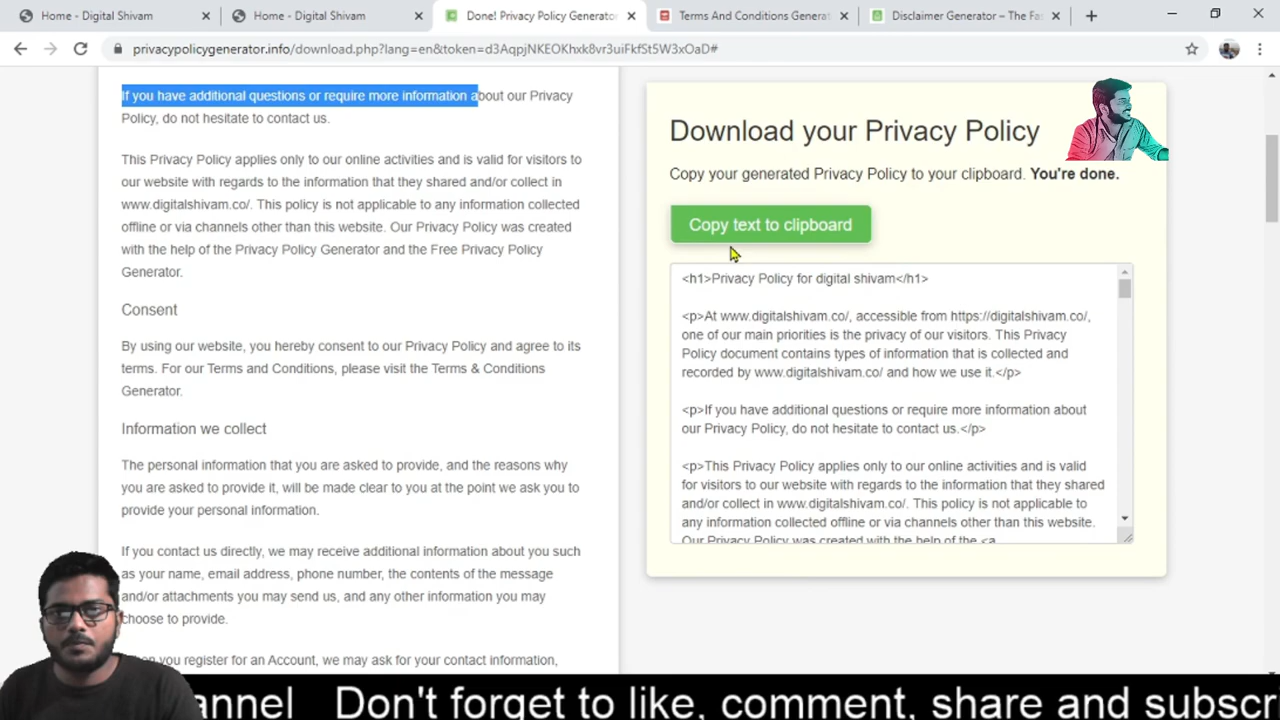 Home - Digital Shivam
Home - Digital Shivam
Done! Privacy Policy Generator
Terms And Conditions Generat
Disclaimer Generator – The Fas
privacypolicygenerator.info/download.php?lang=en&token=d3AqpjNKEOKhxk8vr3uiFkfSt5W3xOaD#
If you have additional questions or require more information about our Privacy
Policy, do not hesitate to contact us.
This Privacy Policy applies only to our online activities and is valid for visitors to
our website with regards to the information that they shared and/or collect in
www.digitalshivam.co/. This policy is not applicable to any information collected
offline or via channels other than this website. Our Privacy Policy was created
with the help of the Privacy Policy Generator and the Free Privacy Policy
Generator.
Consent
By using our website, you hereby consent to our Privacy Policy and agree to its
terms. For our Terms and Conditions, please visit the Terms & Conditions
Generator.
Information we collect
The personal information that you are asked to provide, and the reasons why
you are asked to provide it, will be made clear to you at the point we ask you to
provide your personal information.
If you contact us directly, we may receive additional information about you such
as your name, email address, phone number, the contents of the message
and/or attachments you may send us, and any other information you may
choose to provide.
you register for an Account, we may ask for your contact information,
Download your Privacy Policy
Copy your generated Privacy Policy to your clipboard. You're done.
Copy text to clipboard
<h1>Privacy Policy for digital shivam</h1>
<p>At www.digitalshivam.co/, accessible from https://digitalshivam.co/,
one of our main priorities is the privacy of our visitors. This Privacy
Policy document contains types of information that is collected and
recorded by www.digitalshivam.co/ and how we use it.</p>
<p>If you have additional questions or require more information about
our Privacy Policy, do not hesitate to contact us.</p>
<p>This Privacy Policy applies only to our online activities and is valid
for visitors to our website with regards to the information that they shared
and/or collect in www.digitalshivam.co/. This policy is not applicable to
any information collected offline or via channels other than this website.
Our Privacy Policy was created with the help of the <a
annel Don't forget to like, comment, share and subscr